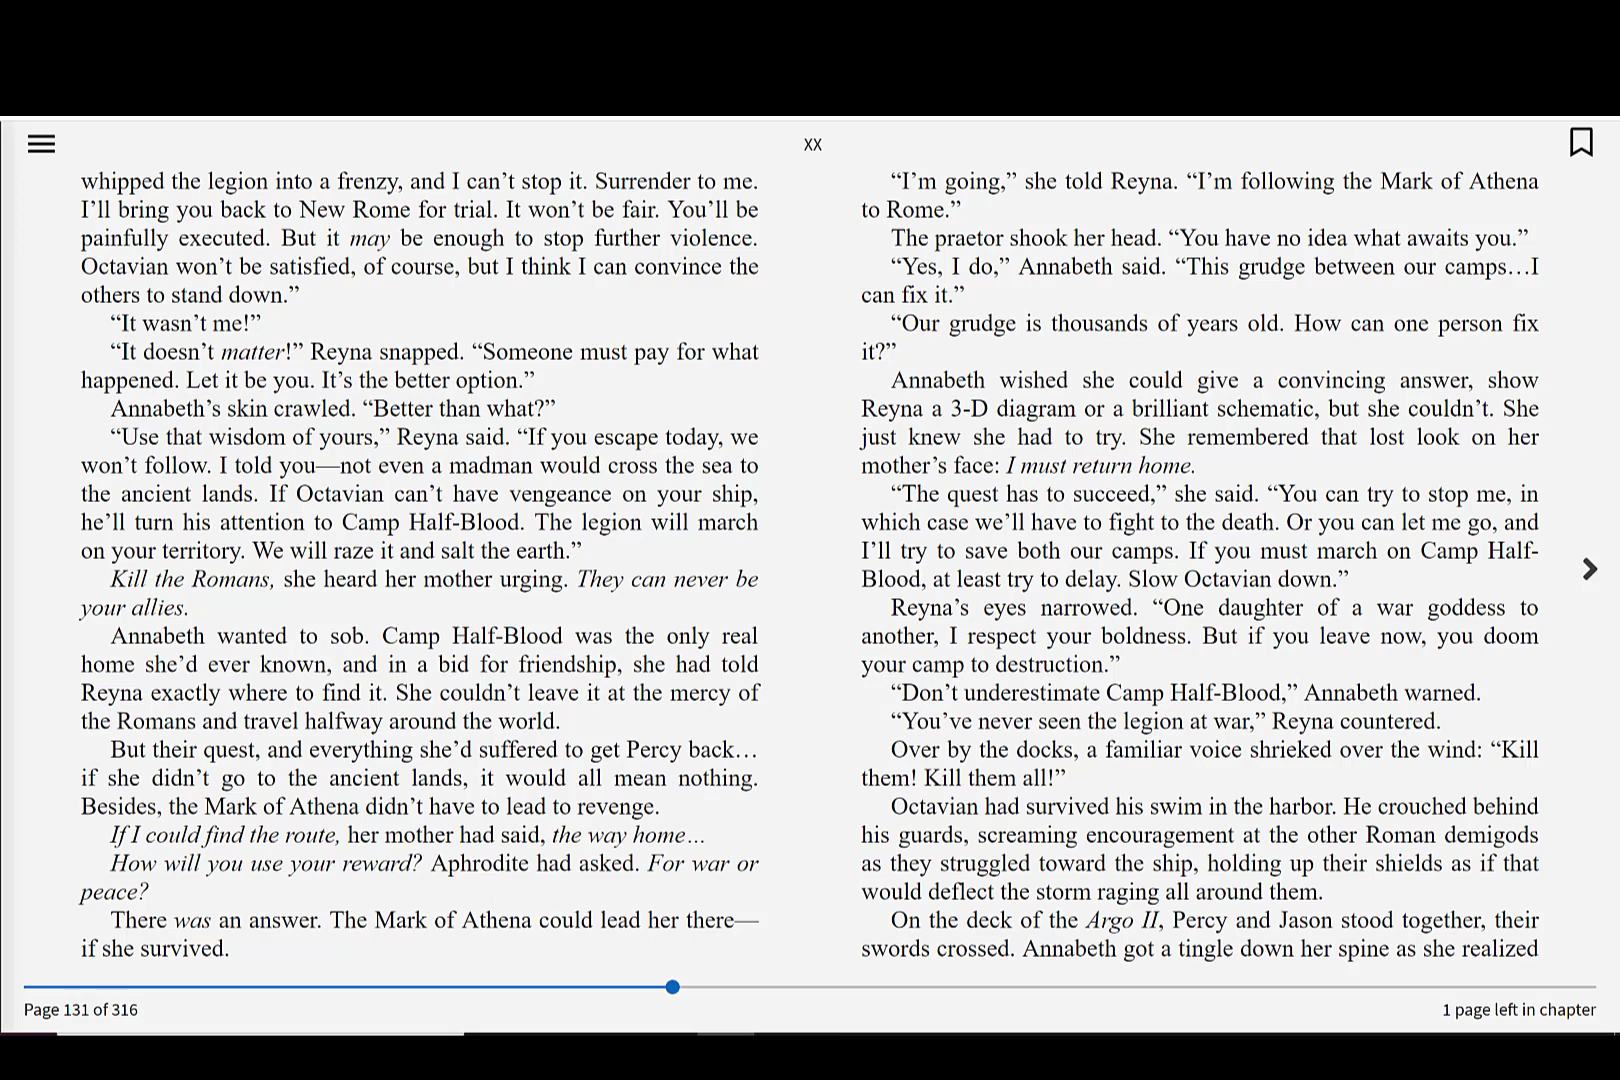 XX
whipped the legion into a frenzy, and I can’t stop it. Surrender to me.
I’ll bring you back to New Rome for trial. It won’t be fair. You’ll be
painfully executed. But it may be enough to stop further violence.
Octavian won’t be satisfied, of course, but I think I can convince the
others to stand down.”
“It wasn’t me!”
“It doesn’t matter!” Reyna snapped. “Someone must pay for what
happened. Let it be you. It’s the better option.”
Annabeth’s skin crawled. “Better than what?”
“Use that wisdom of yours,” Reyna said. “If you escape today, we
won’t follow. I told you—not even a madman would cross the sea to
the ancient lands. If Octavian can’t have vengeance on your ship,
he’ll turn his attention to Camp Half-Blood. The legion will march
on your territory. We will raze it and salt the earth.”
Kill the Romans, she heard her mother urging. They can never be
your allies.
Annabeth wanted to sob. Camp Half-Blood was the only real
home she’d ever known, and in a bid for friendship, she had told
Reyna exactly where to find it. She couldn’t leave it at the mercy of
the Romans and travel halfway around the world.
But their quest, and everything she’d suffered to get Percy back…
if she didn’t go to the ancient lands, it would all mean nothing.
Besides, the Mark of Athena didn’t have to lead to revenge.
If I could find the route, her mother had said, the way home…
How will you use your reward? Aphrodite had asked. For war or
peace?
There was an answer. The Mark of Athena could lead her there—
if she survived.
“I’m going,” she told Reyna. “I’m following the Mark of Athena
to Rome.”
The praetor shook her head. “You have no idea what awaits you.”
“Yes, I do,” Annabeth said. “This grudge between our camps…I
can fix it.”
“Our grudge is thousands of years old. How can one person fix
it?”
Annabeth wished she could give a convincing answer, show
Reyna a 3-D diagram or a brilliant schematic, but she couldn’t. She
just knew she had to try. She remembered that lost look on her
mother’s face: I must return home.
“The quest has to succeed,” she said. “You can try to stop me, in
which case we’ll have to fight to the death. Or you can let me go, and
I’ll try to save both our camps. If you must march on Camp Half-
Blood, at least try to delay. Slow Octavian down.”
Reyna’s eyes narrowed. “One daughter of a war goddess to
another, I respect your boldness. But if you leave now, you doom
your camp to destruction.”
“Don’t underestimate Camp Half-Blood,” Annabeth warned.
“You’ve never seen the legion at war,” Reyna countered.
Over by the docks, a familiar voice shrieked over the wind: “Kill
them! Kill them all!”
Octavian had survived his swim in the harbor. He crouched behind
his guards, screaming encouragement at the other Roman demigods
as they struggled toward the ship, holding up their shields as if that
would deflect the storm raging all around them.
On the deck of the Argo II, Percy and Jason stood together, their
swords crossed. Annabeth got a tingle down her spine as she realized
Page 131 of 316
1 page left in chapter